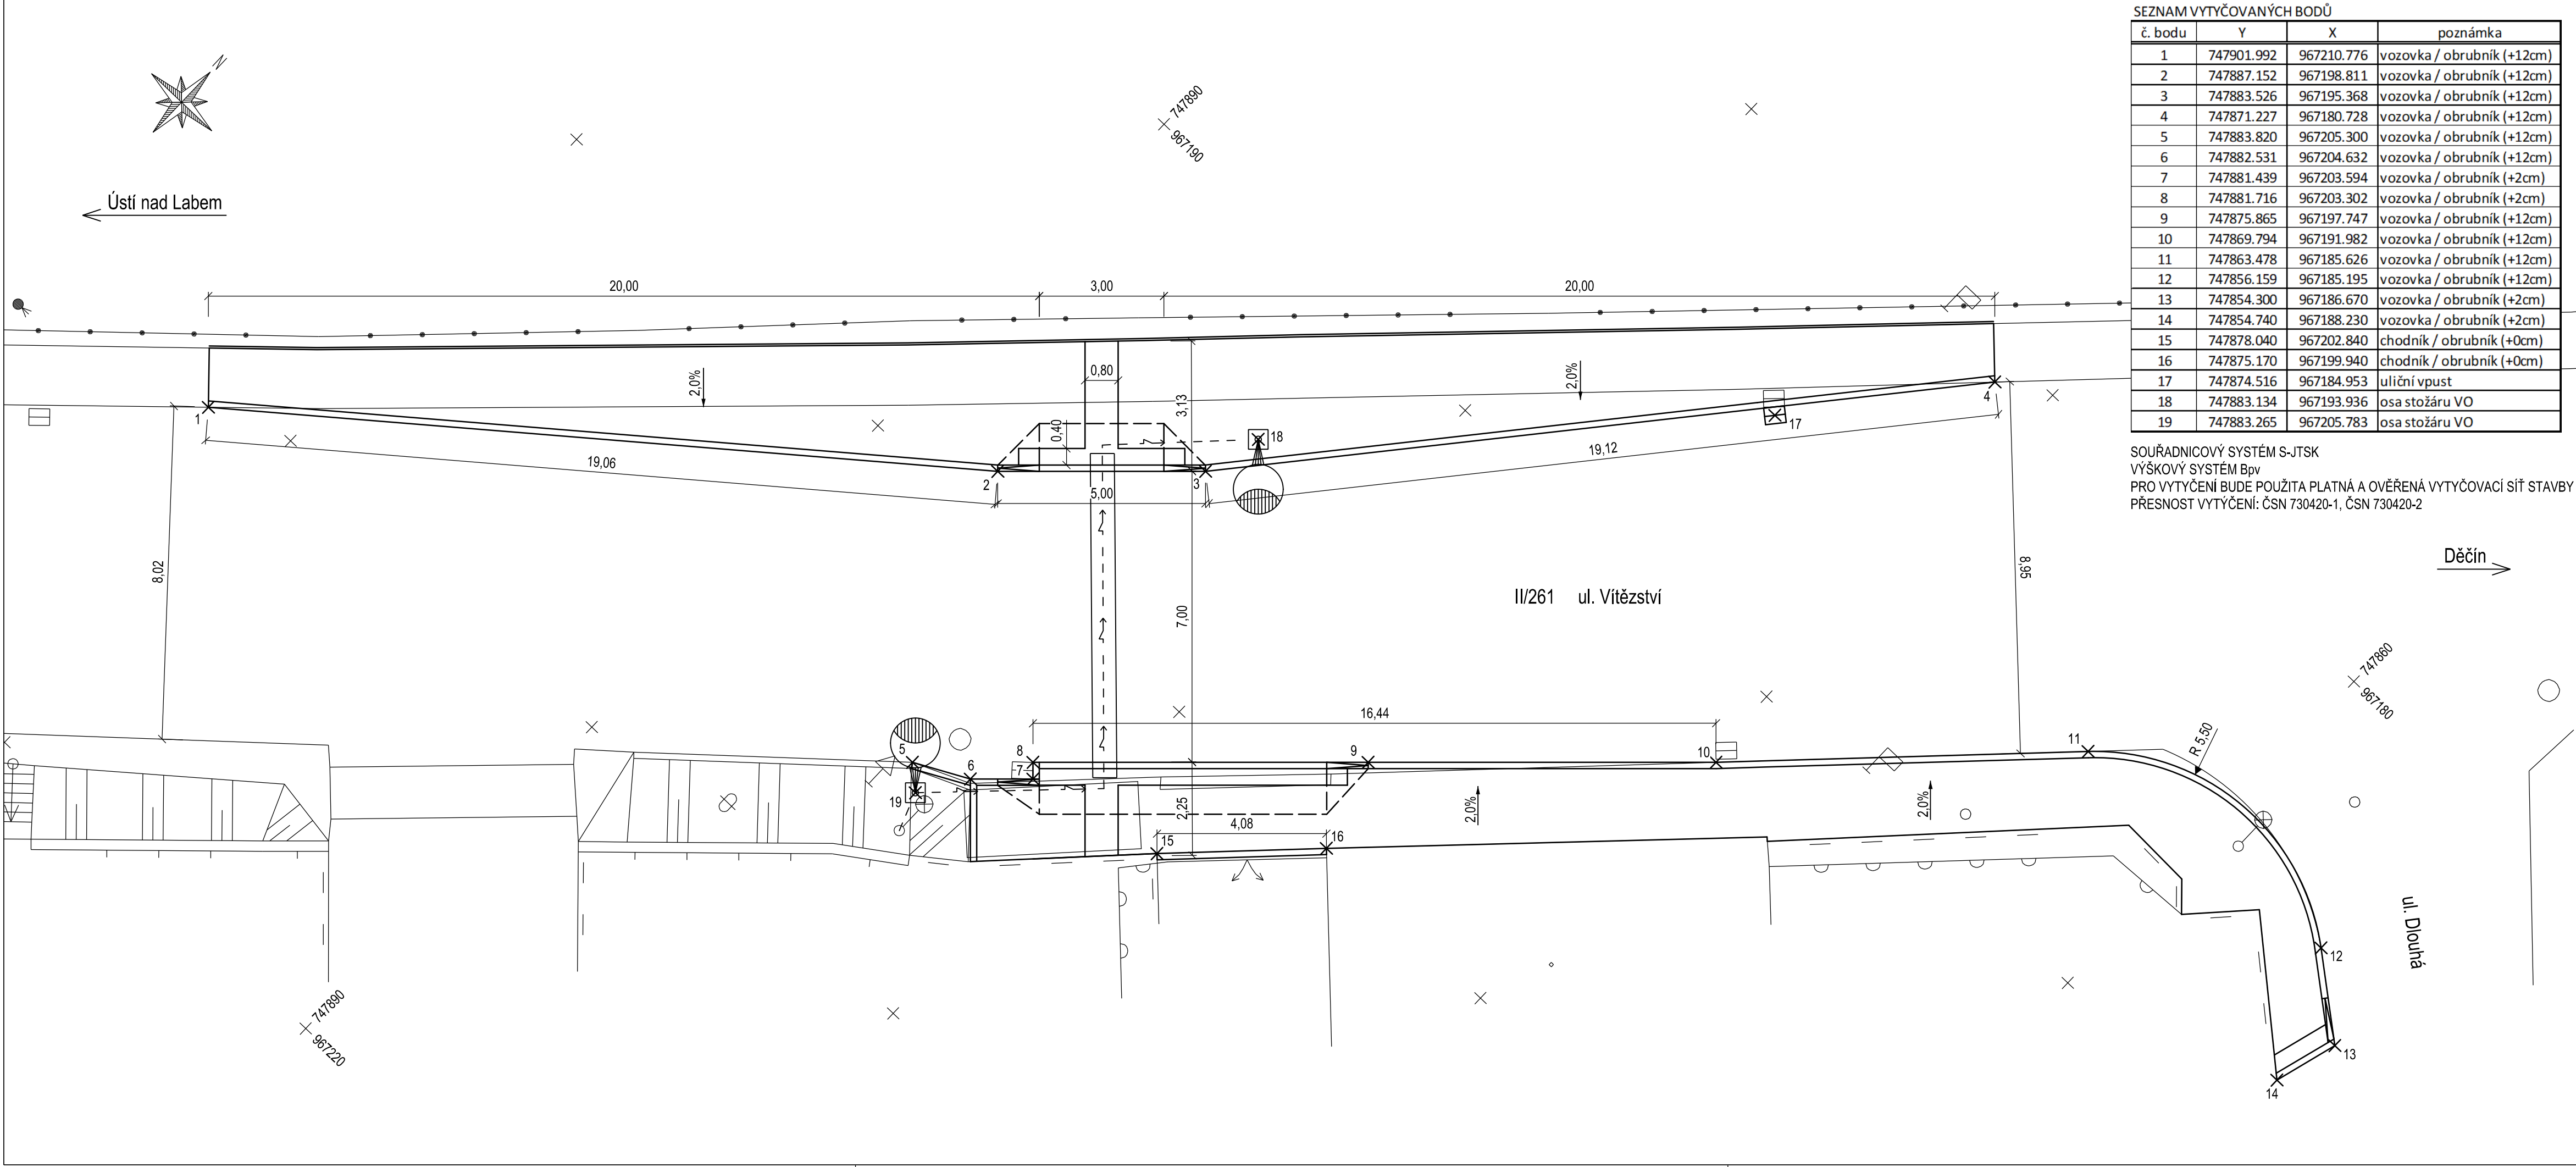 SEZNAM VYTYČOVANÝCH BODŮ
č. bodu Y X poznámka
1 747901.992 967210.776 vozovka / obrubník (+12cm)
2 747887.152 967198.811 vozovka / obrubník (+12cm)
3 747883.526 967195.368 vozovka / obrubník (+12cm)
4 747871.227 967180.728 vozovka / obrubník (+12cm)
5 747883.820 967205.300 vozovka / obrubník (+12cm)
6 747882.531 967204.632 vozovka / obrubník (+12cm)
7 747881.439 967203.594 vozovka / obrubník (+2cm)
8 747881.716 967203.302 vozovka / obrubník (+2cm)
9 747875.865 967197.747 vozovka / obrubník (+12cm)
10 747869.794 967191.982 vozovka / obrubník (+12cm)
11 747863.478 967185.626 vozovka / obrubník (+12cm)
12 747856.159 967185.195 vozovka / obrubník (+12cm)
13 747854.300 967186.670 vozovka / obrubník (+2cm)
14 747854.740 967188.230 vozovka / obrubník (+2cm)
15 747878.040 967202.840 chodník / obrubník (+0cm)
16 747875.170 967199.940 chodník / obrubník (+0cm)
17 747874.516 967184.953 uliční vpust
18 747883.134 967193.936 osa stožáru VO
19 747883.265 967205.783 osa stožáru VO
SOUŘADNICOVÝ SYSTÉM S-JTSK
VÝŠKOVÝ SYSTÉM Bpv
PRO VYTYČENÍ BUDE POUŽITA PLATNÁ A OVĚŘENÁ VYTYČOVACÍ SÍŤ STAVBY
PŘESNOST VYTÝČENÍ: ČSN 730420-1, ČSN 730420-2
N
747890
967190
Ústí nad Labem
20,00
3,00
20,00
2,0%
0,80
3,13
2,0%
0,40
1
4
17
18
19,06
19,12
2
3
5,00
8,02
8,95
Děčín
II/261 ul. Vítězství
7,00
747860
967180
16,44
R 5,50
5
8
9
10
11
6
7
19
2,25
2,0%
2,0%
4,08
15
16
ul. Dlouhá
12
747890
967220
13
14